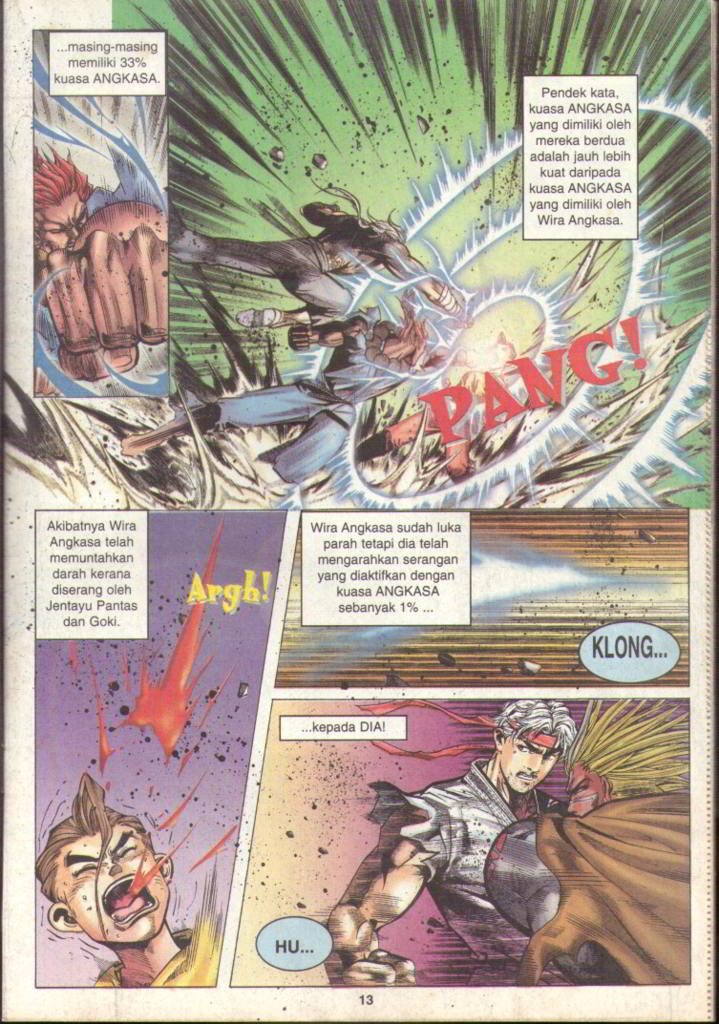 ...masing-masing
memiliki 33%
kuasa ANGKASA.
Pendek kata,
kuasa ANGKASA
yang dimiliki oleh
mereka berdua
adalah jauh lebih
kuat daripada
kuasa ANGKASA
yang dimiliki oleh
Wira Angkasa.
PANG!
Akibatnya Wira
Angkasa telah
memuntahkan
darah kerana
diserang oleh
Jentayu Pantas
dan Goki.
Argh!
Wira Angkasa sudah luka
parah tetapi dia telah
mengarahkan serangan
yang diaktifkan dengan
kuasa ANGKASA
sebanyak 1% ...
KLONG...
...kepada DIA!
HU...
13